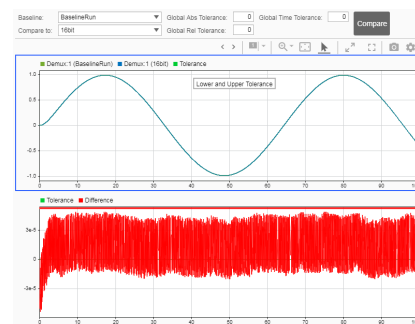 Baseline: BaselineRun Global Abs Tolerance: 0 Global Time Tolerance: 0 Compare
Compare to: 16bit Global Rel Tolerance: 0
Demux:1 (BaselineRun) Demux:1 (16bit) Tolerance
Lower and Upper Tolerance
1.0
0.5
0
-0.5
-1.0
0 10 20 30 40 50 60 70 80 90
Tolerance Difference
3e-5
0
-3e-5
0 10 20 30 40 50 60 70 80 90